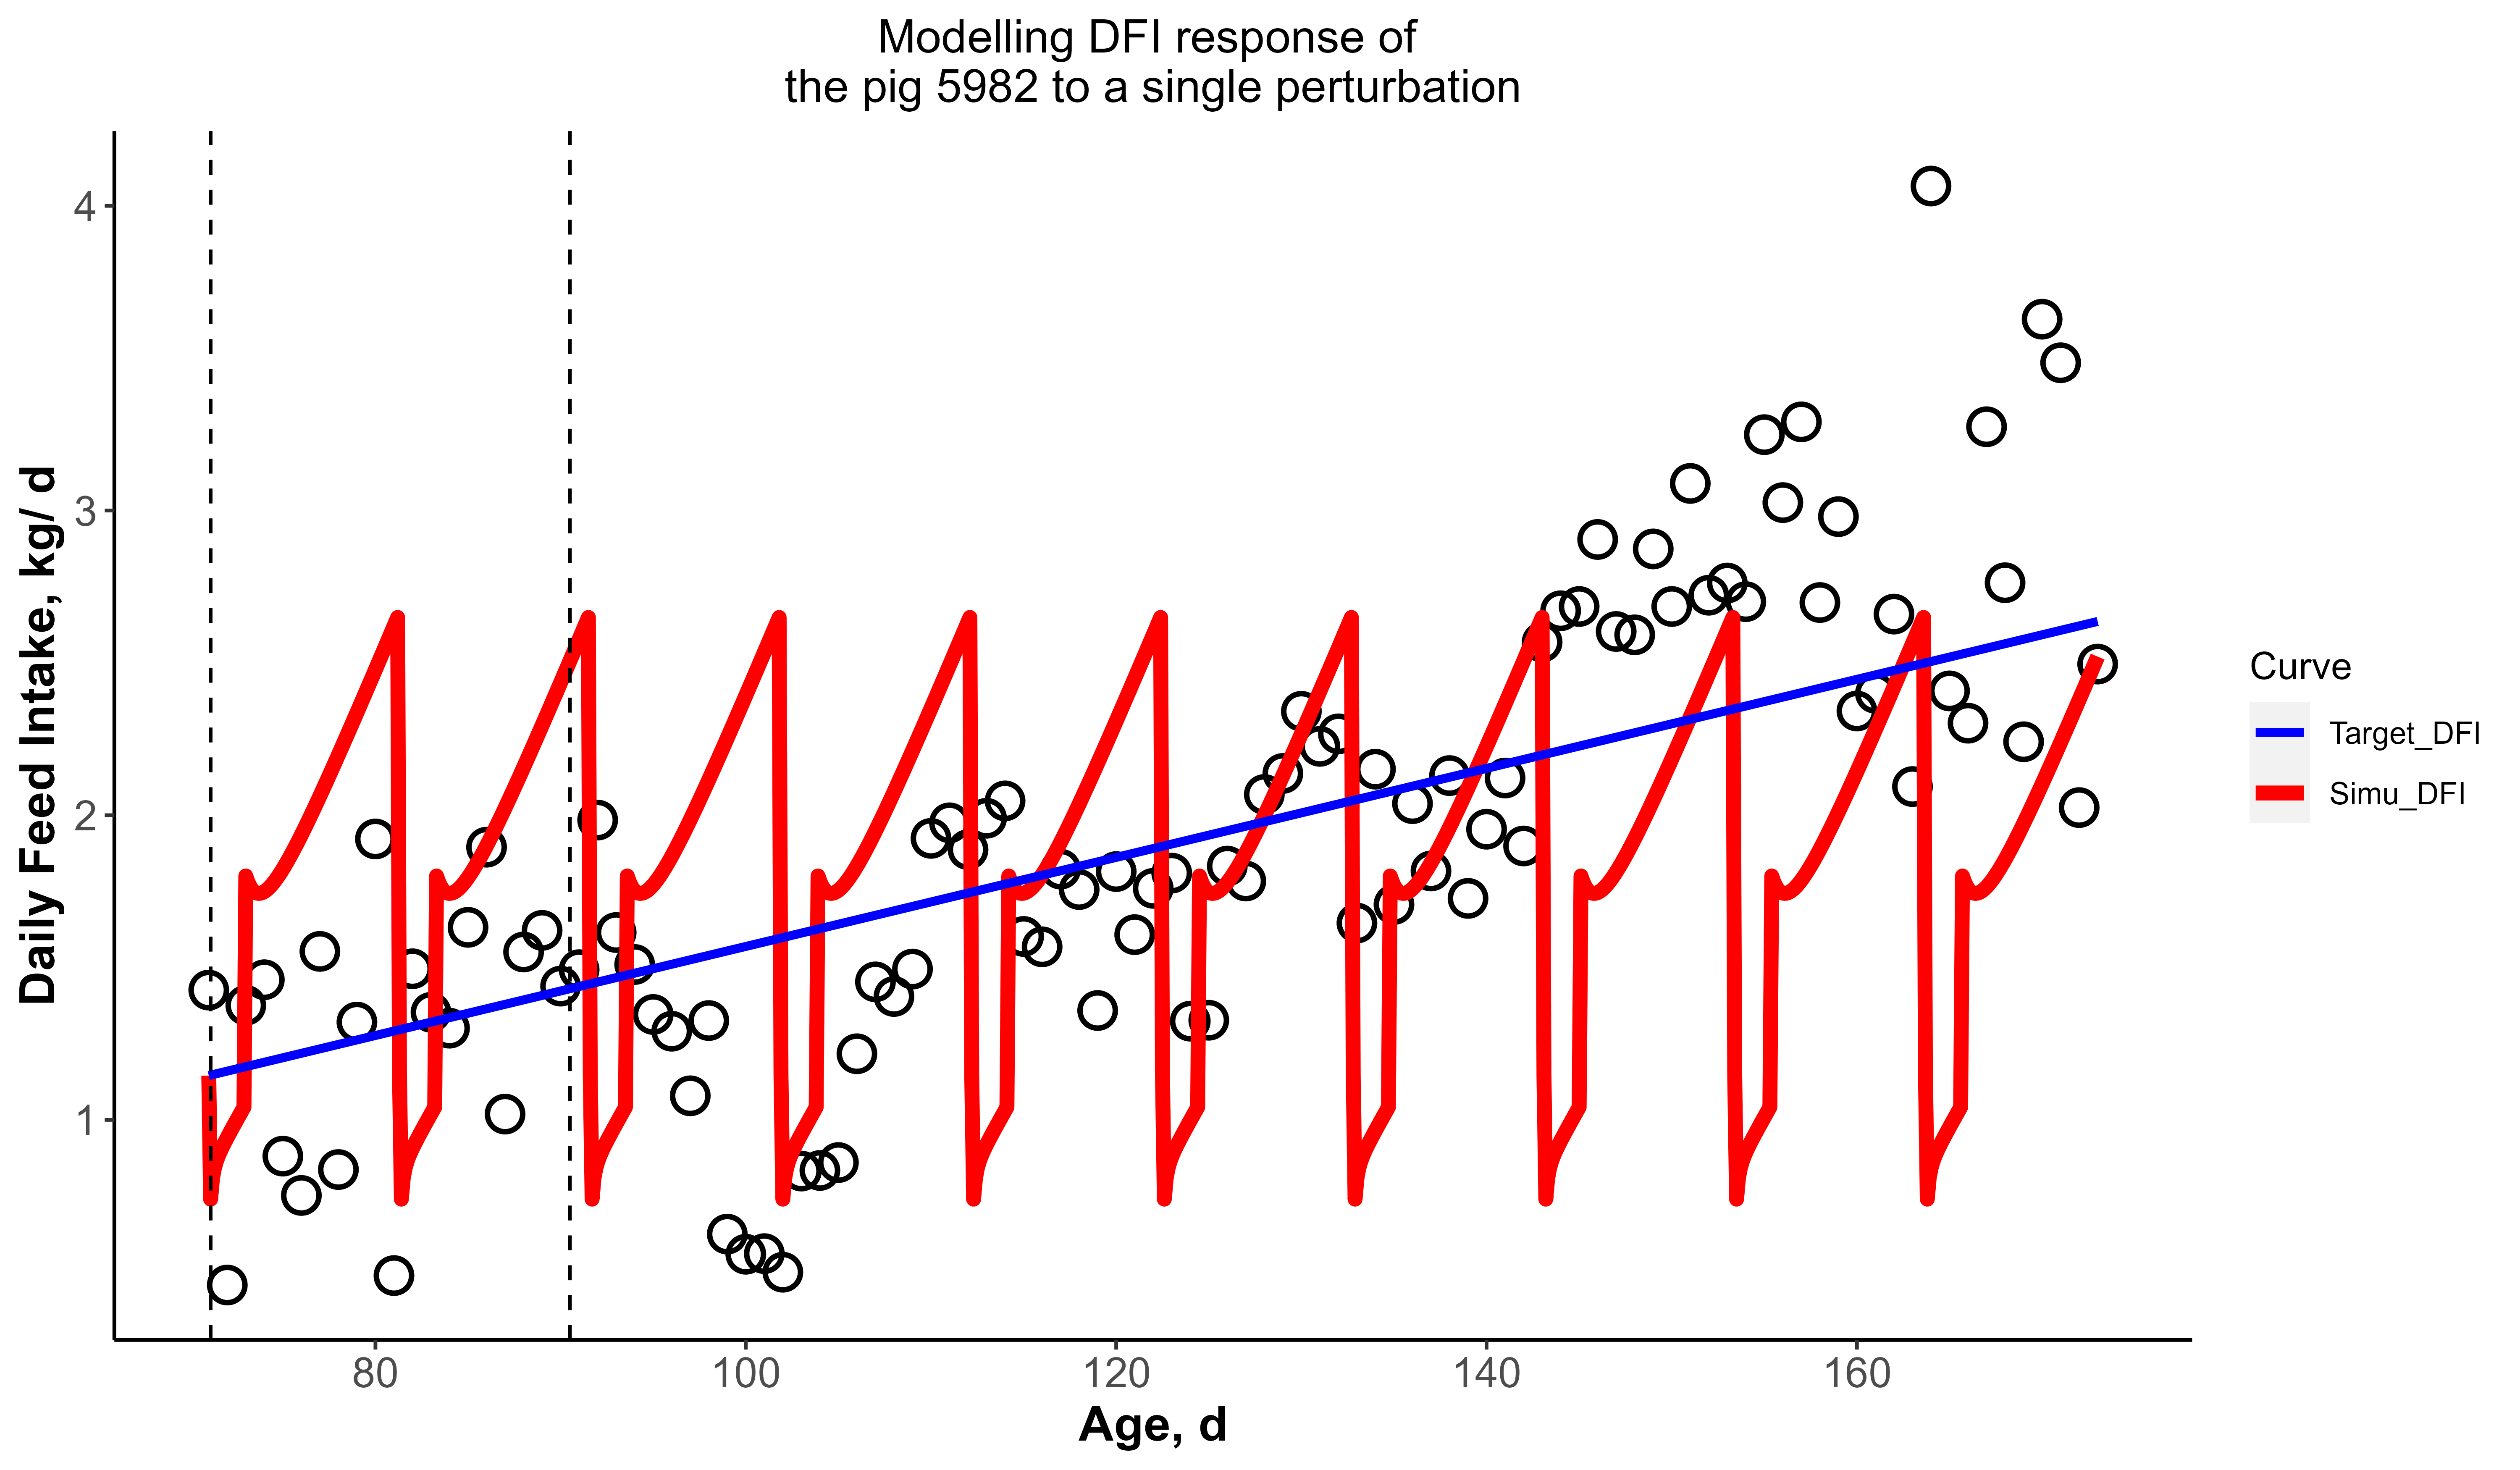 Modelling DFI response of
the pig 5982 to a single perturbation
Daily Feed Intake, kg/ d
4
3
2
1
80
100
120
140
160
Age, d
Curve
Target_DFI
Simu_DFI